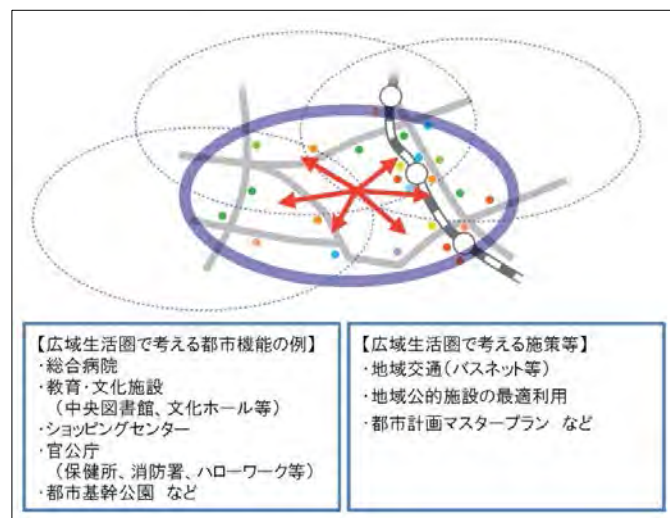 【広域生活圏で考える都市機能の例】
・総合病院
・教育・文化施設
（中央図書館、文化ホール等）
・ショッピングセンター
・官公庁
（保健所、消防署、ハローワーク等）
・都市基幹公園 など
【広域生活圏で考える施策等】
・地域交通（バスネット等）
・地域公的施設の最適利用
・都市計画マスタープラン など